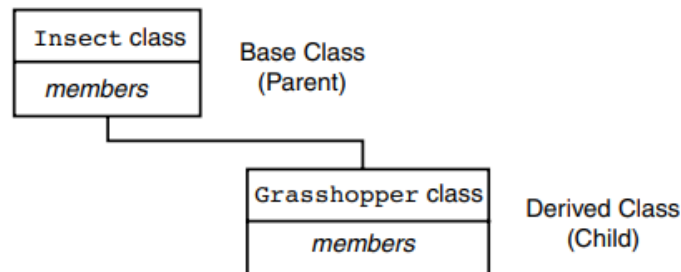 Insect class
members
Base Class
(Parent)
Grasshopper class
members
Derived Class
(Child)